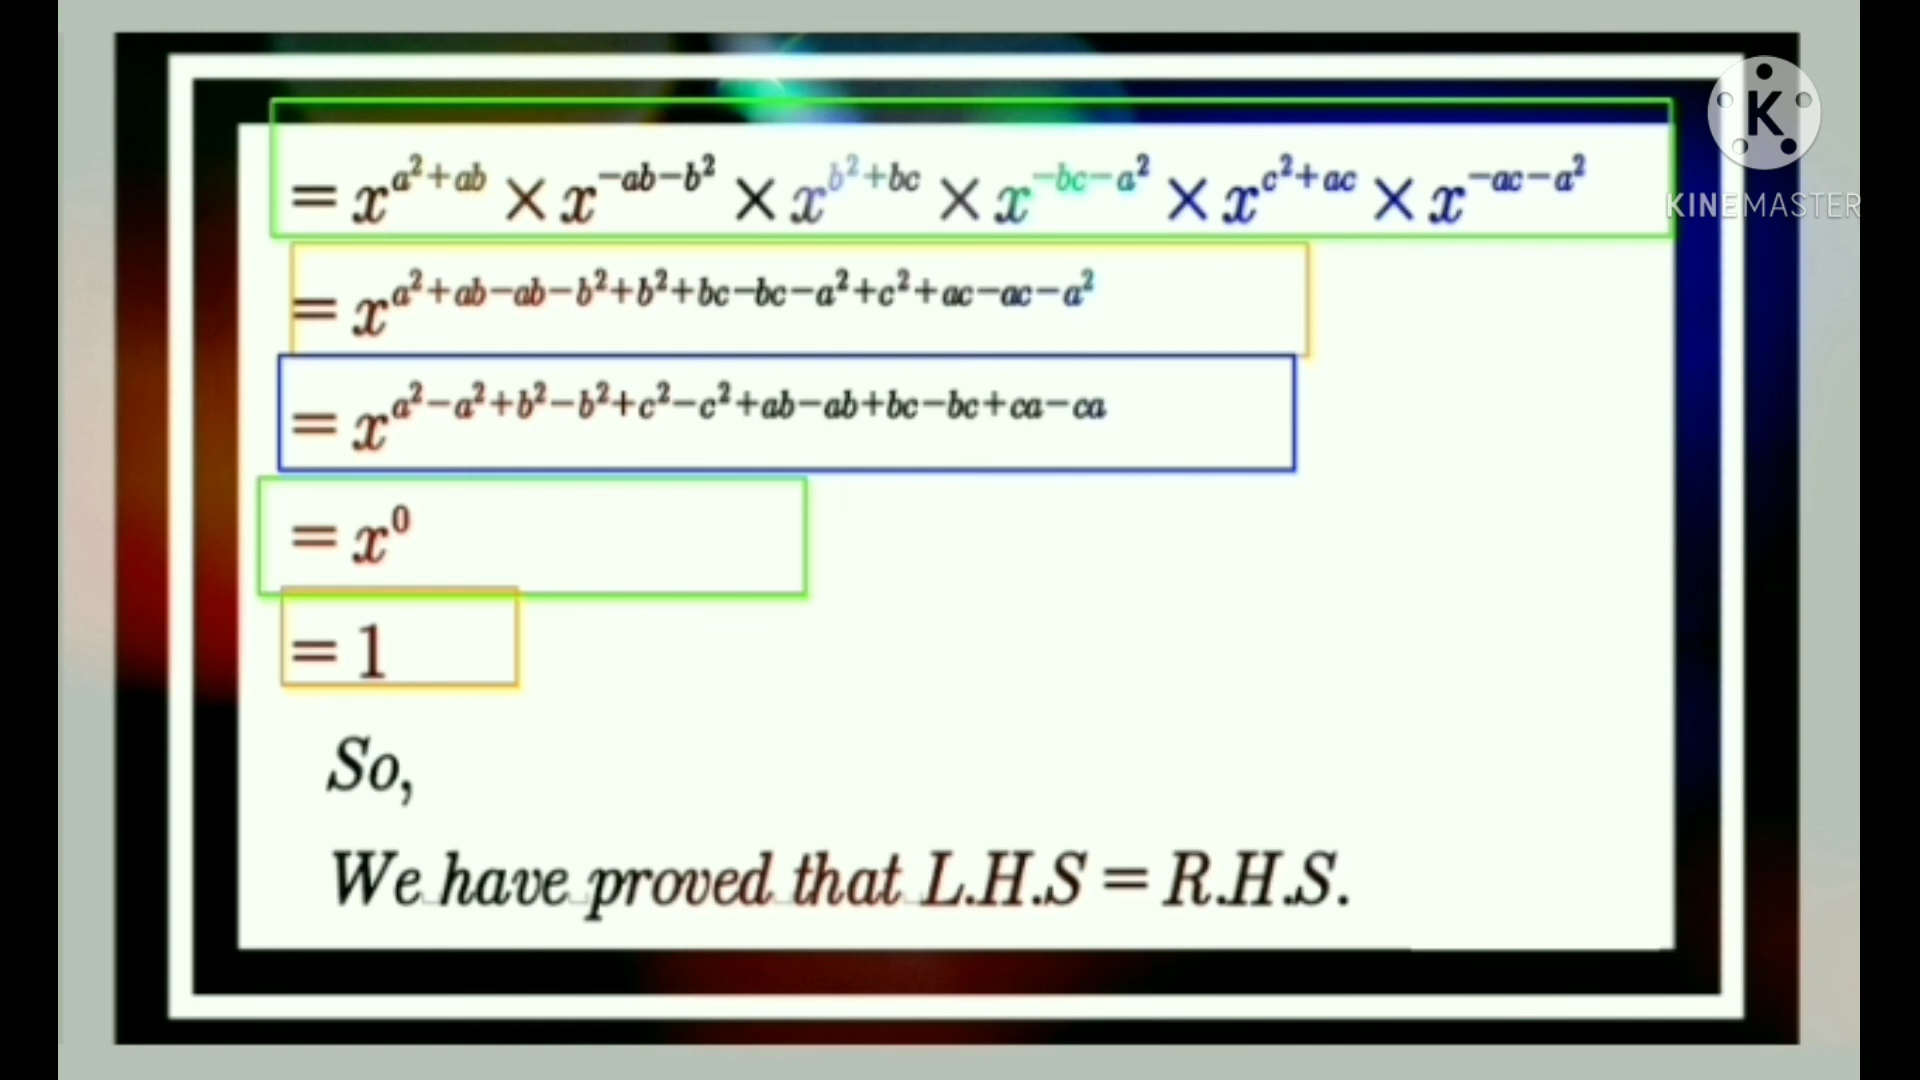 = x^{a²+ab} × x^{-ab-b²} × x^{b²+bc} × x^{-bc-a²} × x^{c²+ac} × x^{-ac-a²}
K
KINEMASTER
= x^{a²+ab-ab-b²+b²+bc-bc-a²+c²+ac-ac-a²}
= x^{a²-a²+b²-b²+c²-c²+ab-ab+bc-bc+ca-ca}
= x⁰
= 1
So,
We have proved that L.H.S = R.H.S.